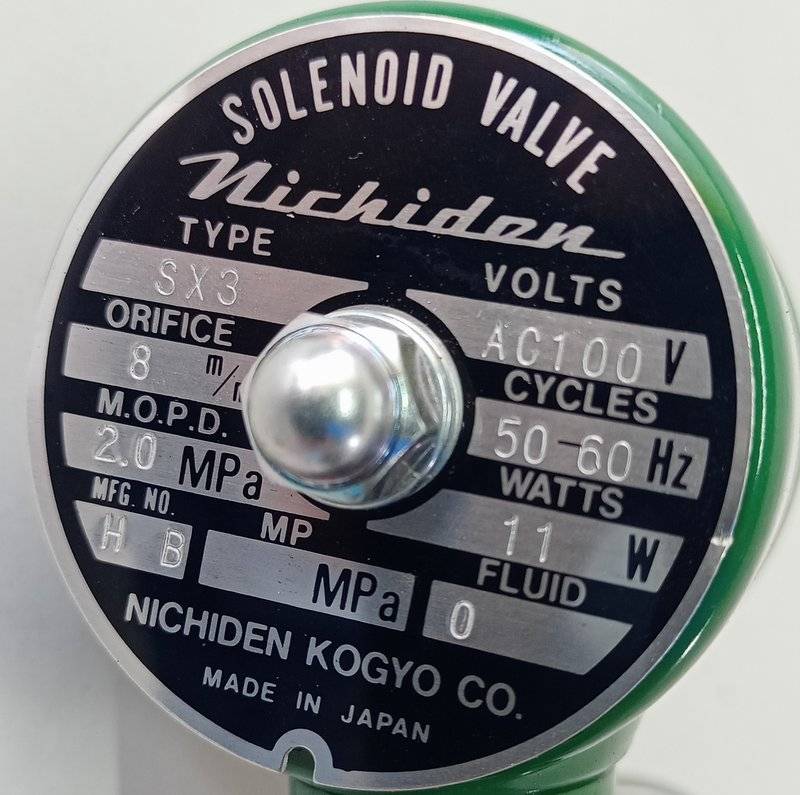 SOLENOID VALVE
Nichiden
TYPE
SX3
VOLTS
AC100 V
ORIFICE
8 m/
CYCLES
50-60 Hz
M.O.P.D.
2.0 MPa
WATTS
11 W
MFG. NO.
H B
MP
MPa
FLUID
0
NICHIDEN KOGYO CO.
MADE IN JAPAN